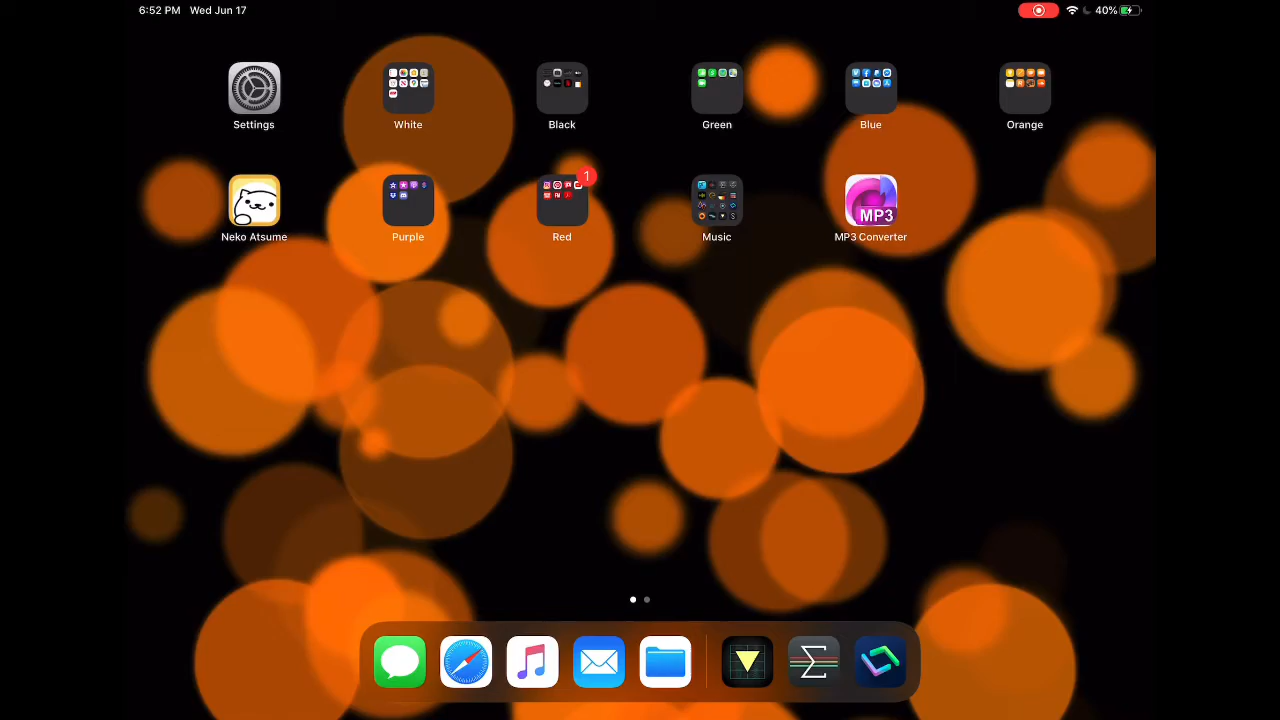 6:52 PM Wed Jun 17
40%
Settings
White
Black
Green
Blue
Orange
1
Neko Atsume
Purple
Red
Music
MP3
MP3 Converter